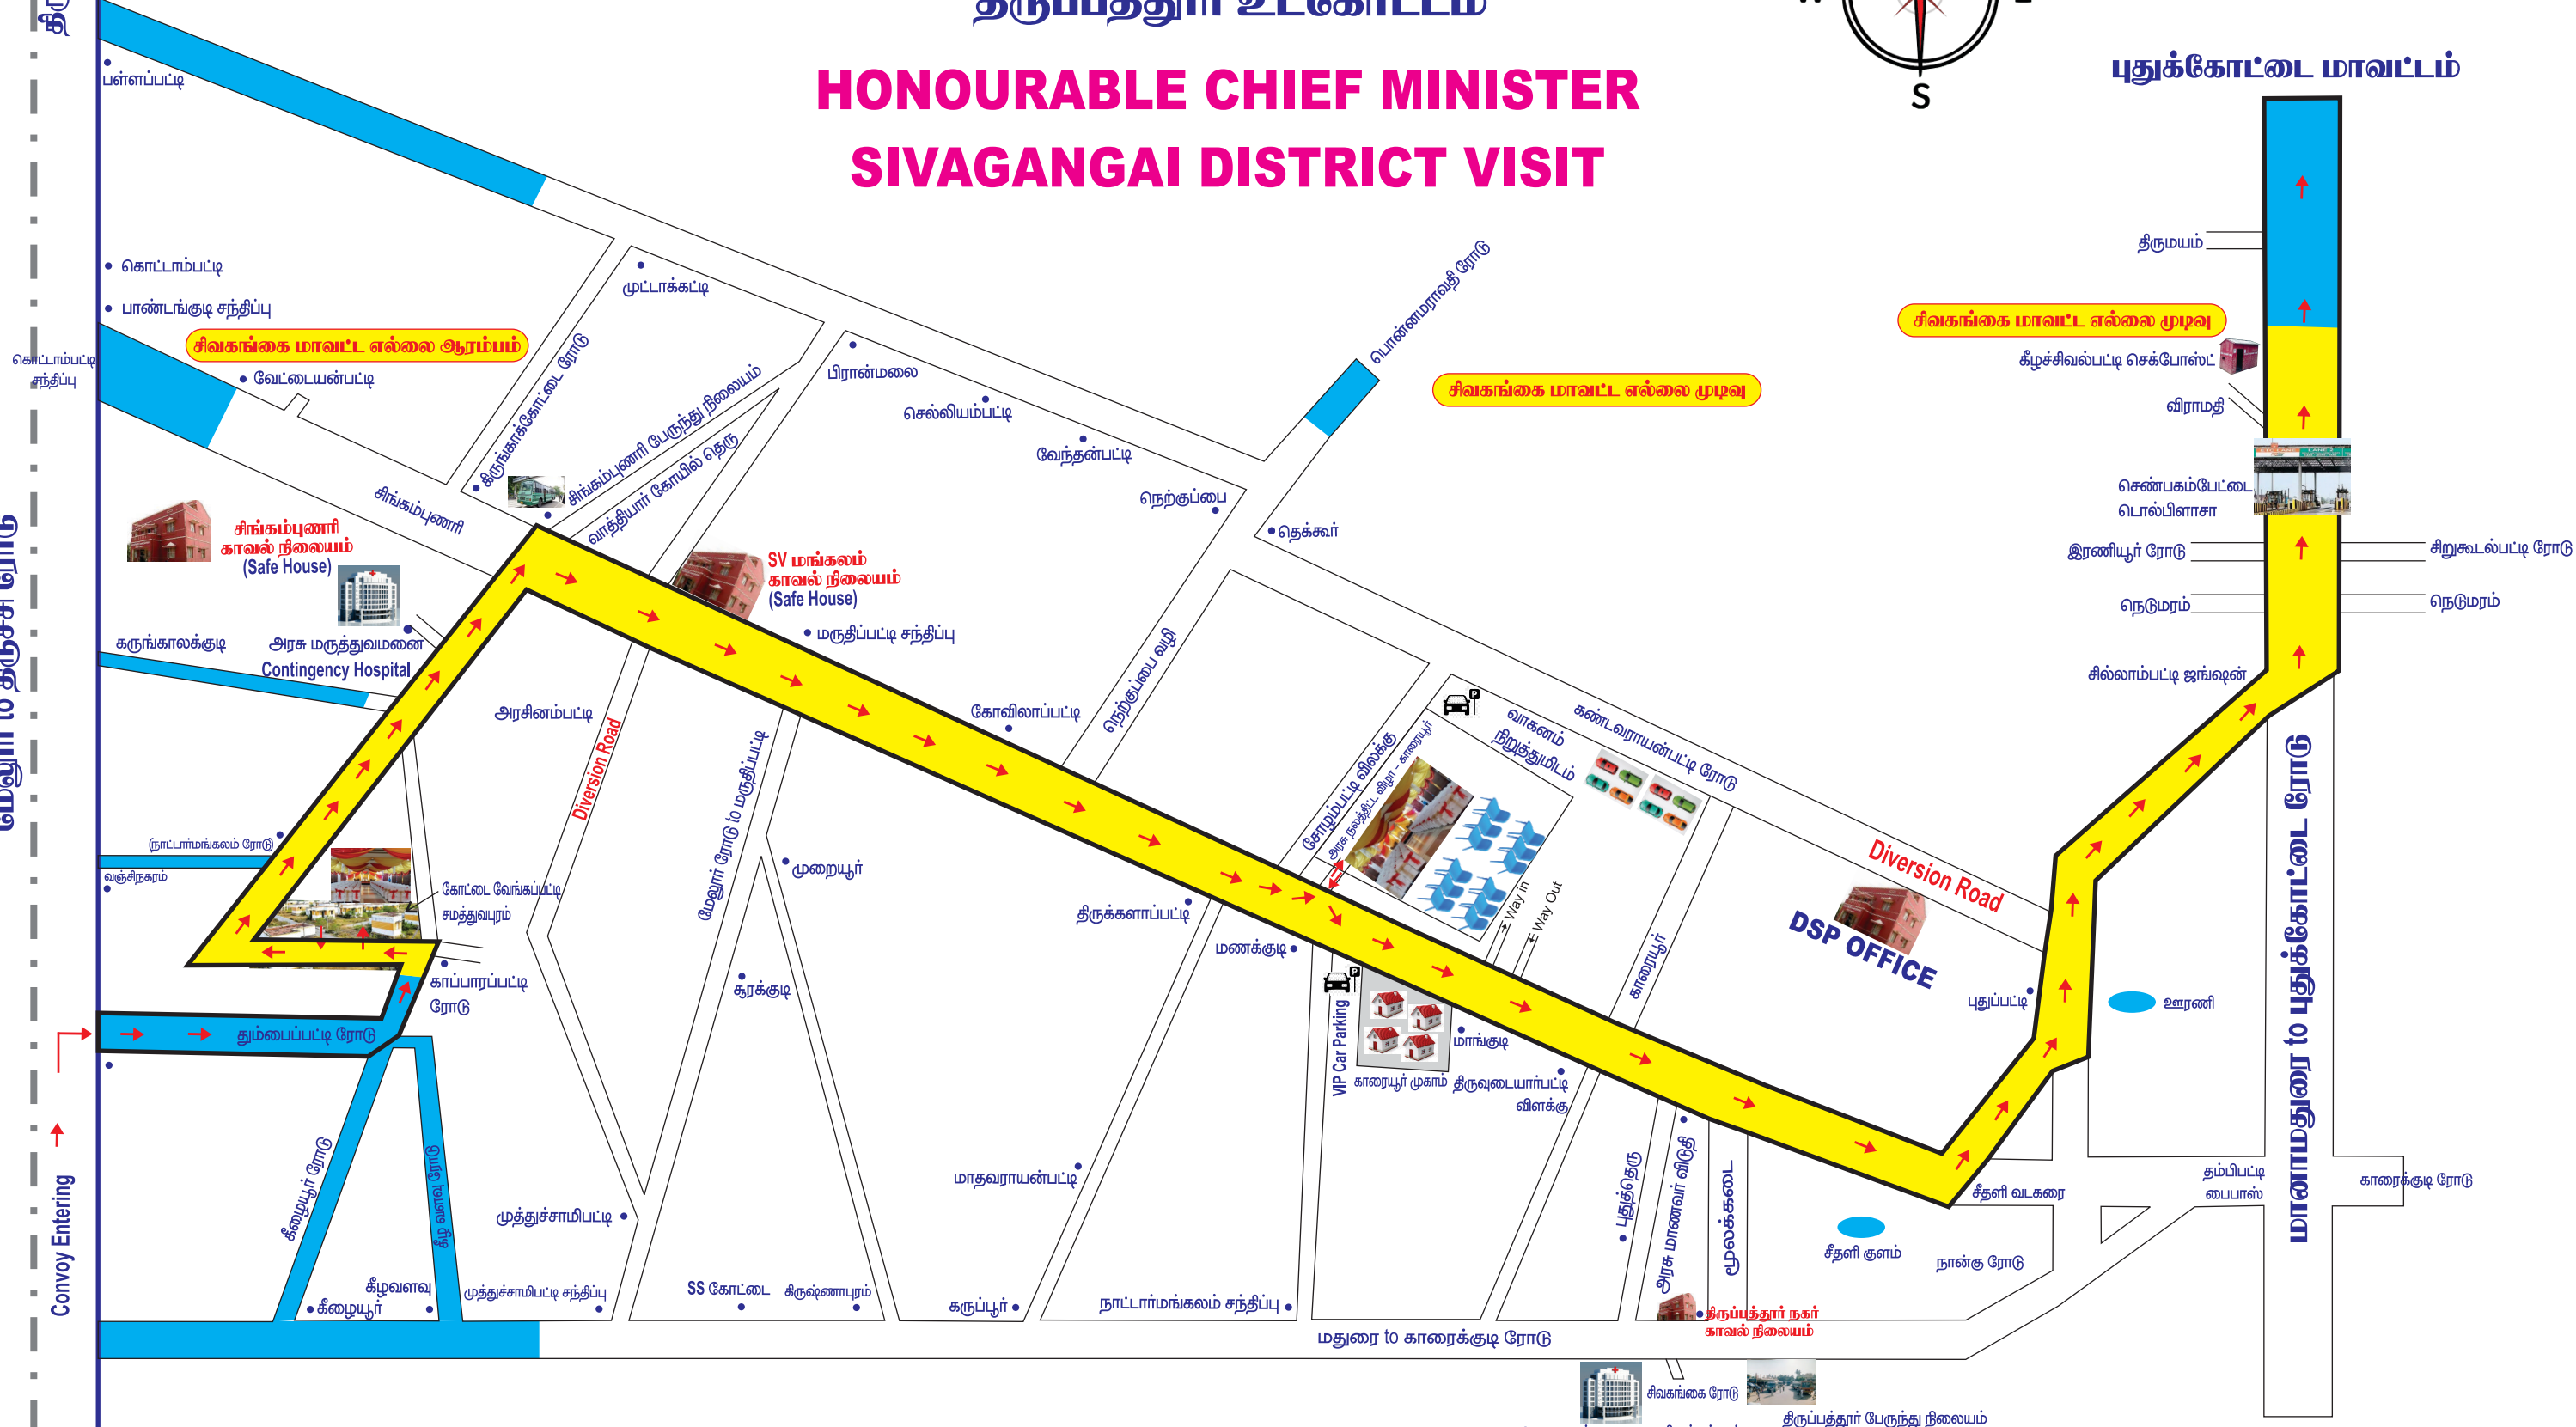 திருப்பத்தூர் உட்கோட்டம்
HONOURABLE CHIEF MINISTER
SIVAGANGAI DISTRICT VISIT
S
புதுக்கோட்டை மாவட்டம்
பள்ளப்பட்டி
கொட்டாம்பட்டி
பாண்டங்குடி சந்திப்பு
சிவகங்கை மாவட்ட எல்லை ஆரம்பம்
கொட்டாம்பட்டி
சந்திப்பு
வேட்டையன்பட்டி
முட்டாக்கட்டி
கிருங்காக்கோட்டை ரோடு
சிங்கம்புணரி பேருந்து நிலையம்
வாத்தியார் கோயில் தெரு
பிரான்மலை
செல்லியம்பட்டி
வேந்தன்பட்டி
நெற்குப்பை
தெக்கூர்
பொன்னமராவதி ரோடு
சிவகங்கை மாவட்ட எல்லை முடிவு
சிவகங்கை மாவட்ட எல்லை முடிவு
திருமயம்
கீழச்சிவல்பட்டி செக்போஸ்ட்
விராமதி
செண்பகம்பேட்டை
டொல்பிளாசா
இரணியூர் ரோடு
சிறுகூடல்பட்டி ரோடு
நெடுமரம்
நெடுமரம்
சில்லாம்பட்டி ஜங்ஷன்
சிங்கம்புணரி
சிங்கம்புணரி
காவல் நிலையம்
(Safe House)
SV மங்கலம்
காவல் நிலையம்
(Safe House)
மருதிப்பட்டி சந்திப்பு
கருங்காலக்குடி
அரசு மருத்துவமனை
Contingency Hospital
அரசினம்பட்டி
Diversion Road
மேலூர் ரோடு to மருதிப்பட்டி
கோவிலாப்பட்டி
நெற்குப்பை வழி
சோழம்பட்டி விலக்கு
அரசு நலத்திட்ட விழா - காரையூர்
வாகனம்
நிறுத்துமிடம்
கண்டவராயன்பட்டி ரோடு
Diversion Road
DSP OFFICE
மேலூர் to திருச்சி ரோடு
(நாட்டார்மங்கலம் ரோடு)
வஞ்சிநகரம்
கோட்டை வேங்கப்பட்டி
சமத்துவபுரம்
முறையூர்
சூரக்குடி
காப்பாரப்பட்டி
ரோடு
தும்பைப்பட்டி ரோடு
திருக்களாப்பட்டி
மணக்குடி
Way in
Way Out
காரையூர்
VIP Car Parking
காரையூர் முகாம்
மாங்குடி
திருவுடையார்பட்டி
விளக்கு
புதுப்பட்டி
ஊரணி
மானாமதுரை to புதுக்கோட்டை ரோடு
Convoy Entering
கீழையூர் ரோடு
கீழ வளவு ரோடு
கீழவளவு
கீழையூர்
முத்துச்சாமிபட்டி
முத்துச்சாமிபட்டி சந்திப்பு
SS கோட்டை
கிருஷ்ணாபுரம்
மாதவராயன்பட்டி
கருப்பூர்
நாட்டார்மங்கலம் சந்திப்பு
புதுத்தெரு
அரசு மாணவர் விடுதி
மூலக்கடை
சீதளி வடகரை
தம்பிபட்டி
பைபாஸ்
காரைக்குடி ரோடு
சீதளி குளம்
நான்கு ரோடு
திருப்பத்தூர் நகர்
காவல் நிலையம்
மதுரை to காரைக்குடி ரோடு
சிவகங்கை ரோடு
திருப்பத்தூர் பேருந்து நிலையம்